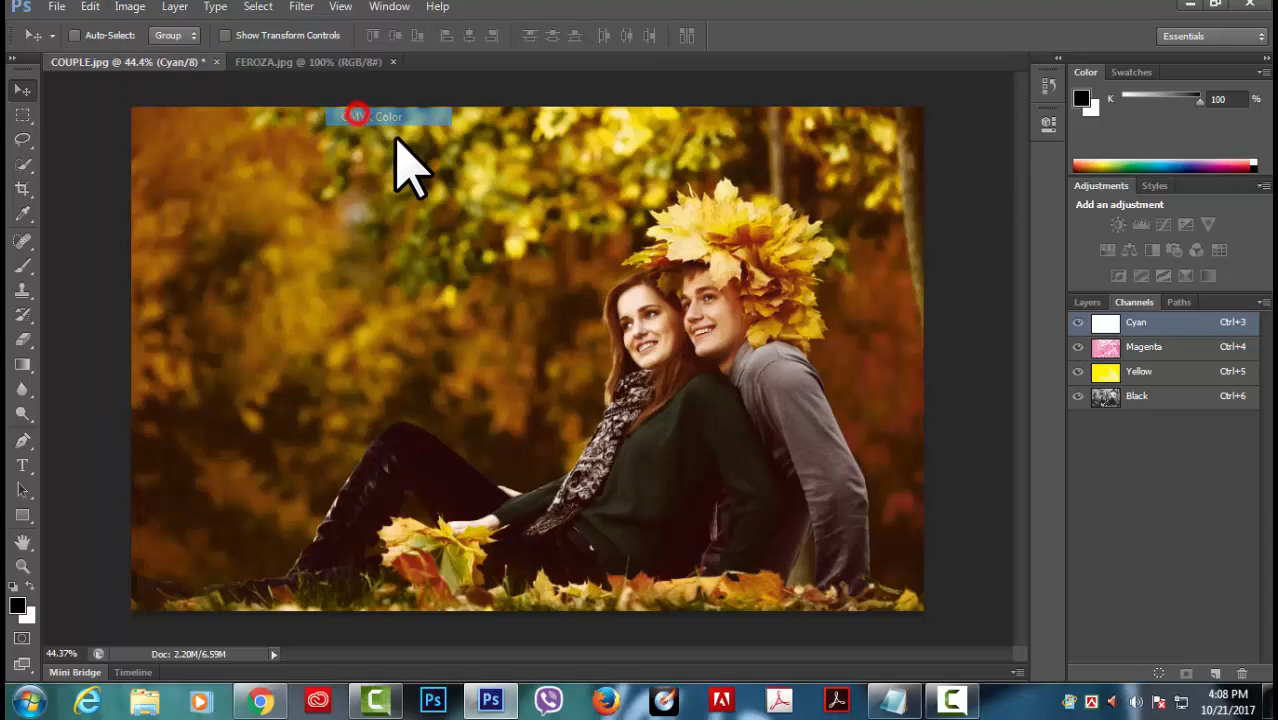 Ps File Edit Image Layer Type Select Filter View Window Help
Auto-Select: Group Show Transform Controls Essentials
COUPLE.jpg @ 44.4% (Cyan/8) * × FEROZA.jpg @ 100% (RGB/8#) ×
Color Swatches
K 100 %
CMYK Color
Adjustments Styles
Add an adjustment
Layers Channels Paths
Cyan Ctrl+3
Magenta Ctrl+4
Yellow Ctrl+5
Black Ctrl+6
44.37% Doc: 2.20M/6.59M
Mini Bridge Timeline
Ps Ps
4:08 PM
10/21/2017